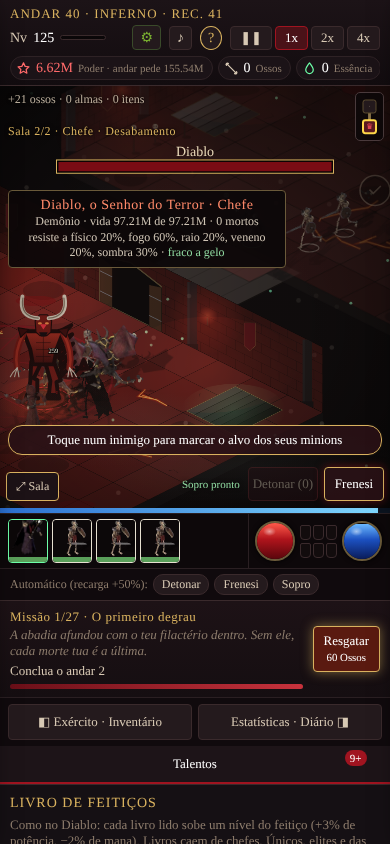 ANDAR 40 · INFERNO · REC. 41
Nv 125
?
1x
2x
4x
6.62M Poder · andar pede 155.54M
0 Ossos
0 Essência
+21 ossos · 0 almas · 0 itens
Sala 2/2 · Chefe · Desabamento
Diablo
Diablo, o Senhor do Terror · Chefe
Demônio · vida 97.21M de 97.21M · 0 mortos
resiste a físico 20%, fogo 60%, raio 20%, veneno
20%, sombra 30% · fraco a gelo
259
Toque num inimigo para marcar o alvo dos seus minions
Sala
Sopro pronto
Detonar (0)
Frenesi
Automático (recarga +50%):
Detonar
Frenesi
Sopro
Missão 1/27 · O primeiro degrau
A abadia afundou com o teu filactério dentro. Sem ele,
cada morte tua é a última.
Conclua o andar 2
Resgatar
60 Ossos
Exército · Inventário
Estatísticas · Diário
Talentos
9+
LIVRO DE FEITIÇOS
Como no Diablo: cada livro lido sobe um nível do feitiço (+3% de
potência, −2% de mana). Livros caem de chefes. Únicos, elites e das